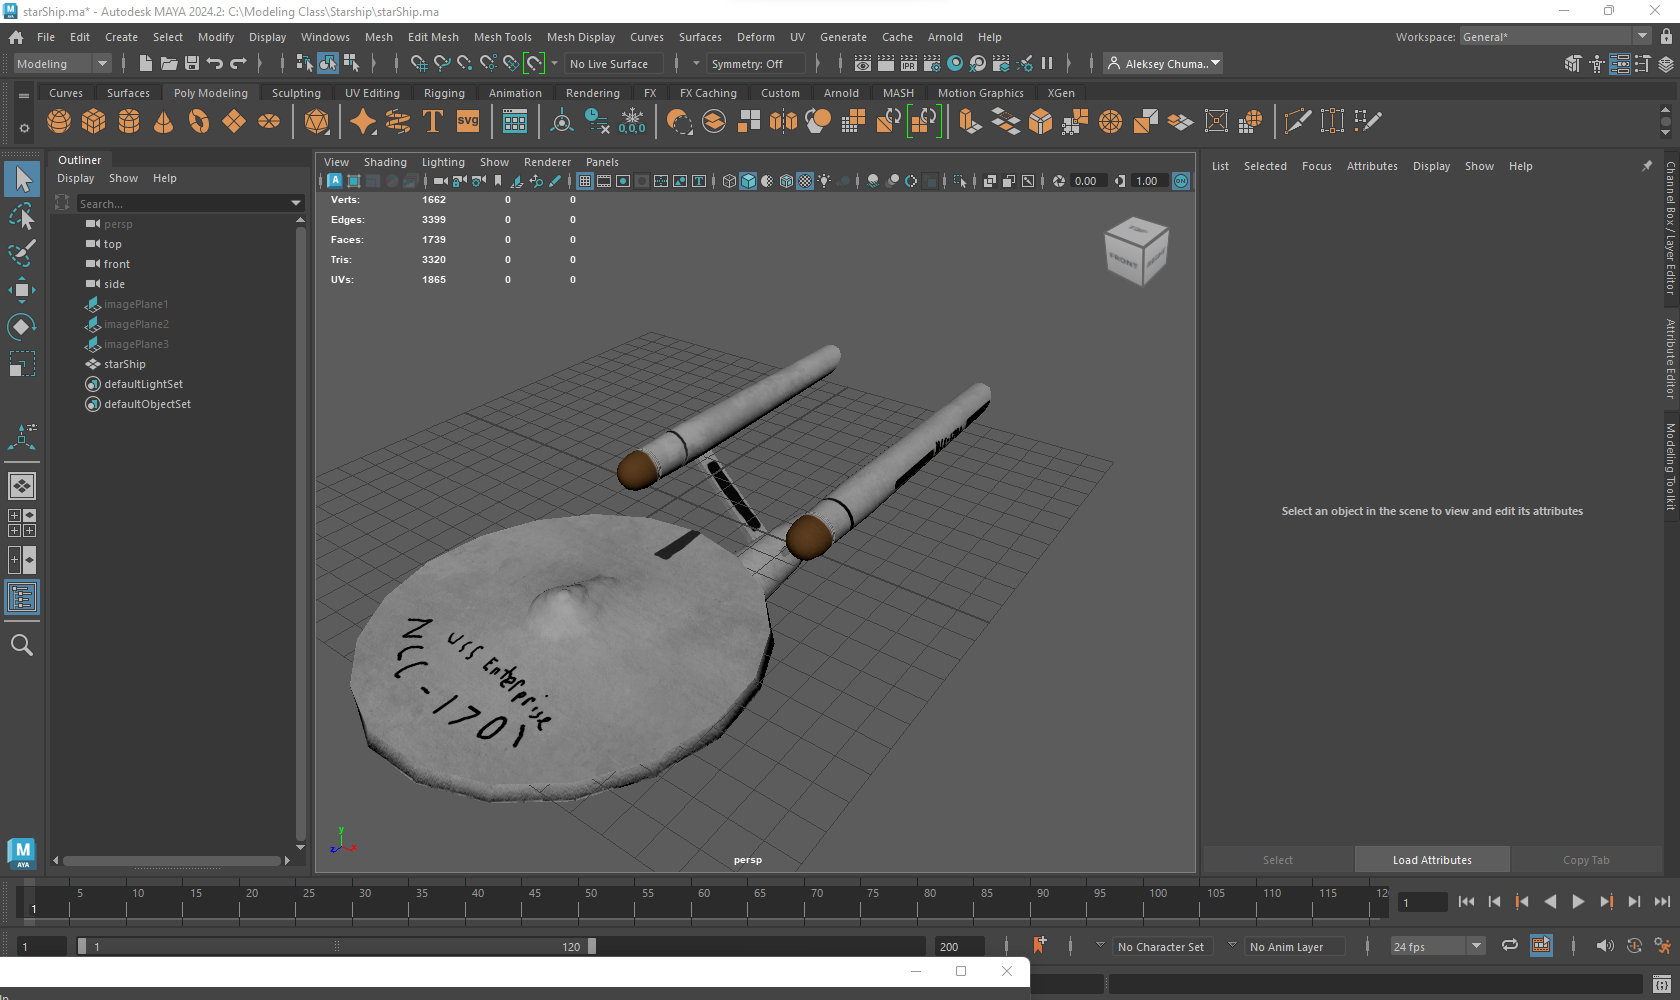 starShip.ma* - Autodesk MAYA 2024.2: C:\Modeling Class\Starship\starShip.ma
File Edit Create Select Modify Display Windows Mesh Edit Mesh Mesh Tools Mesh Display Curves Surfaces Deform UV Generate Cache Arnold Help
Workspace: General*
Modeling
No Live Surface
Symmetry: Off
Aleksey Chuma..
Curves Surfaces Poly Modeling Sculpting UV Editing Rigging Animation Rendering FX FX Caching Custom Arnold MASH Motion Graphics XGen
svg
0,0,0
Outliner
Display Show Help
Search...
persp
top
front
side
imagePlane1
imagePlane2
imagePlane3
starShip
defaultLightSet
defaultObjectSet
View Shading Lighting Show Renderer Panels
0.00
1.00
Verts: 1662 0 0
Edges: 3399 0 0
Faces: 1739 0 0
Tris: 3320 0 0
UVs: 1865 0 0
TOP
FRONT
USS Enterprise
NCC-1701
y
z
x
persp
List Selected Focus Attributes Display Show Help
Select an object in the scene to view and edit its attributes
Select Load Attributes Copy Tab
Channel Box / Layer Editor
Attribute Editor
Modeling Toolkit
M
AYA
5 10 15 20 25 30 35 40 45 50 55 60 65 70 75 80 85 90 95 100 105 110 115 12
1
1
1
1
120
200
No Character Set
No Anim Layer
24 fps